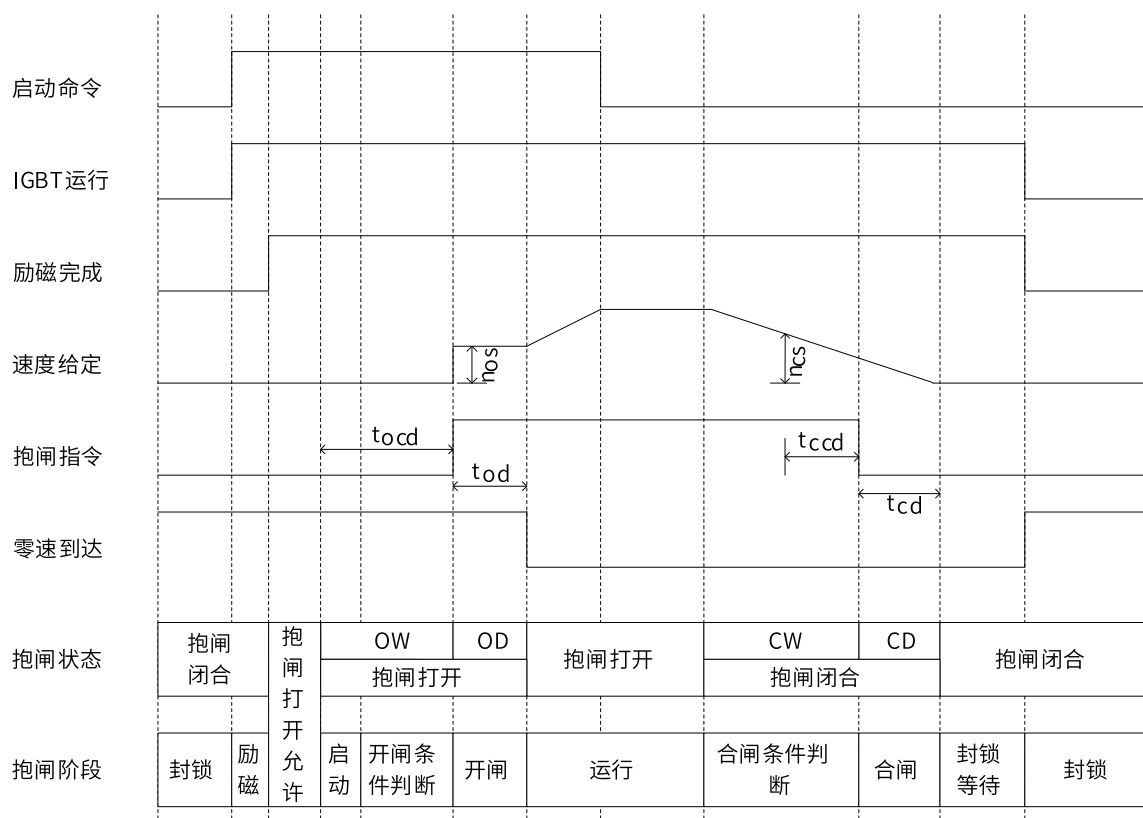 启动命令
IGBT运行
励磁完成
速度给定
nos
ncs
抱闸指令
tocd
tccd
tod
tcd
零速到达
抱闸状态
抱闸
闭合
抱
闸
打
开
允
许
OW
OD
抱闸打开
抱闸打开
CW
CD
抱闸闭合
抱闸闭合
抱闸阶段
封锁
励
磁
启
动
开闸条
件判断
开闸
运行
合闸条件判
断
合闸
封锁
等待
封锁